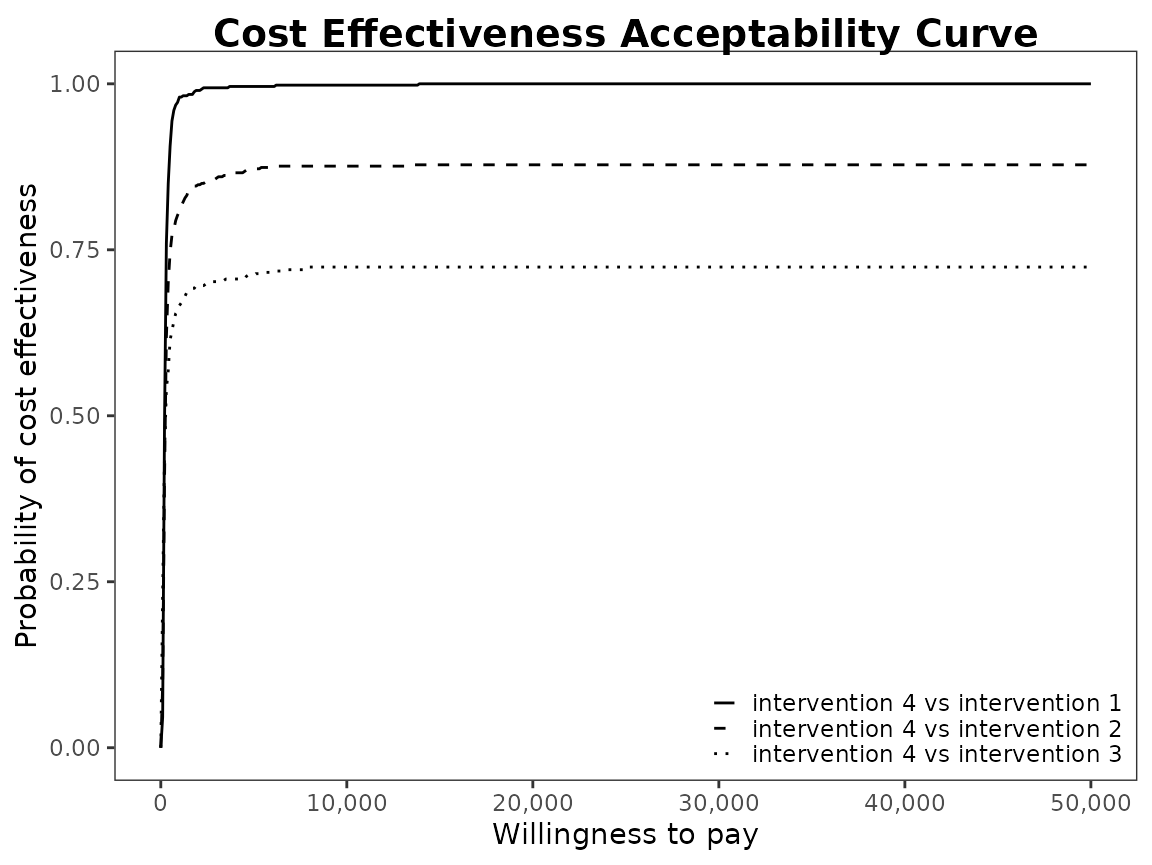 Cost Effectiveness Acceptability Curve
Probability of cost effectiveness
1.00
0.75
0.50
0.25
0.00
intervention 4 vs intervention 1
intervention 4 vs intervention 2
intervention 4 vs intervention 3
0 10,000 20,000 30,000 40,000 50,000
Willingness to pay